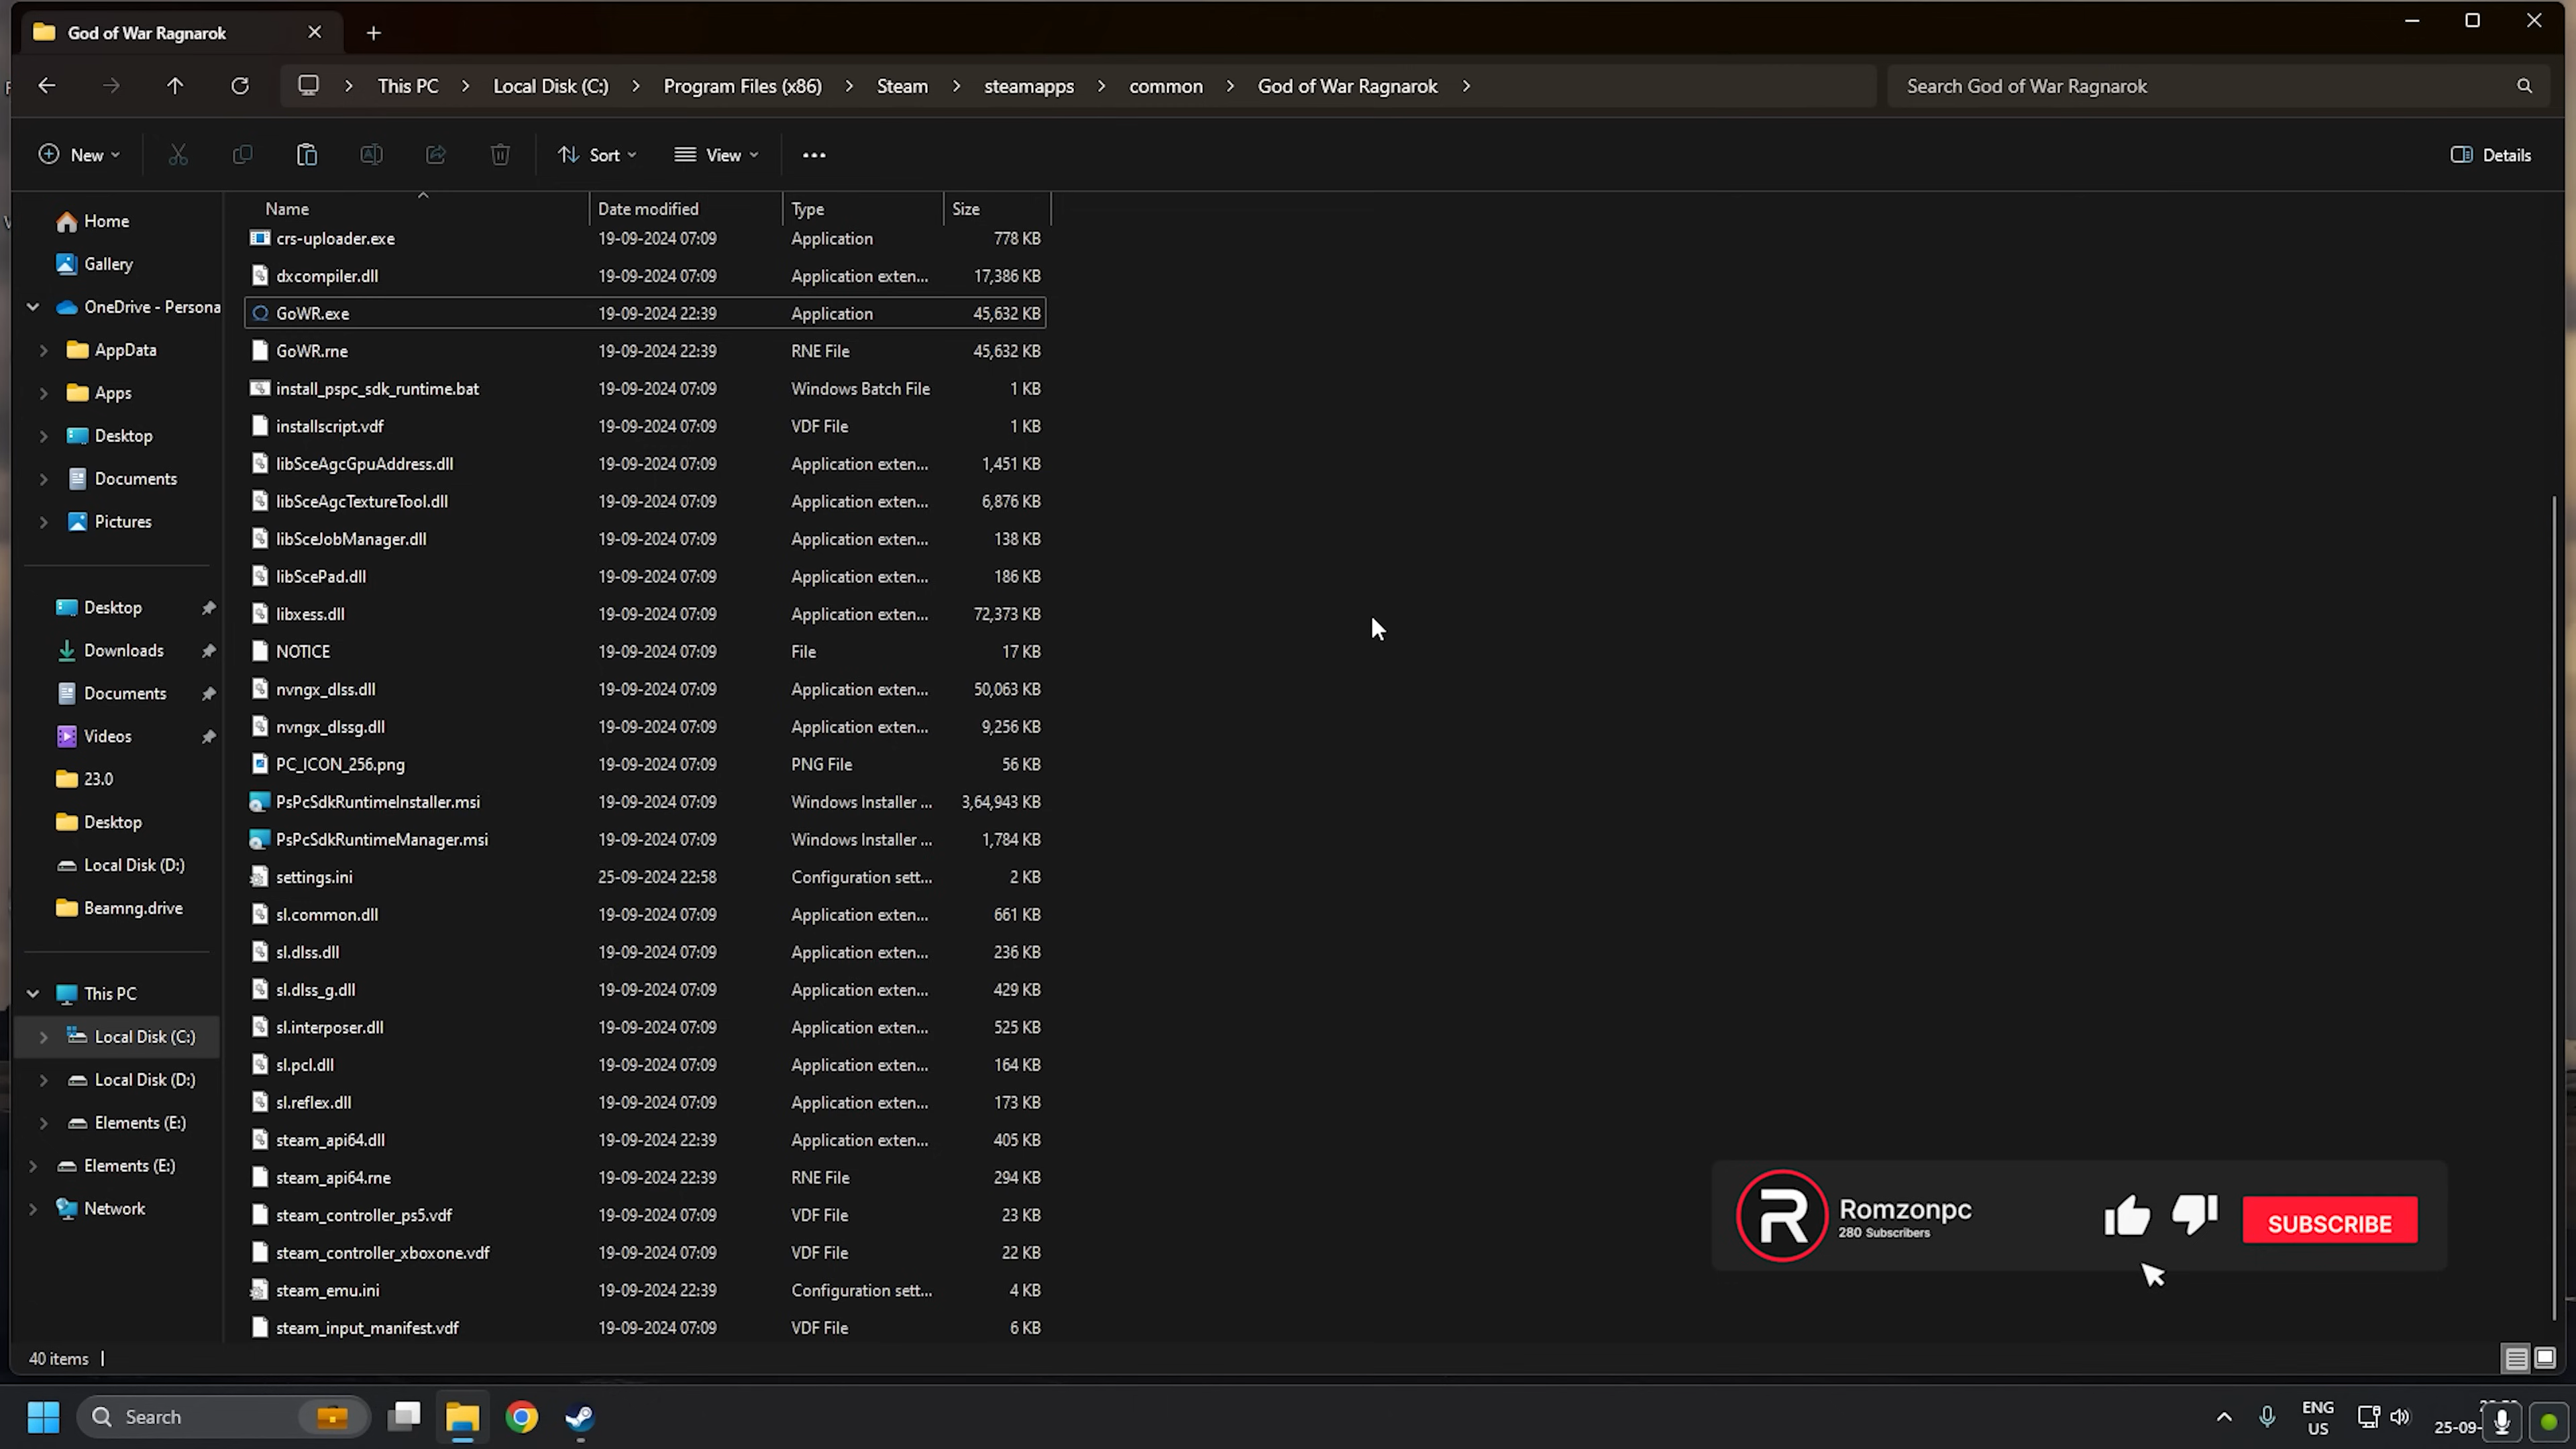 God of War Ragnarok
This PC > Local Disk (C:) > Program Files (x86) > Steam > steamapps > common > God of War Ragnarok >
Search God of War Ragnarok
New
Sort
View
Details
Name Date modified Type Size
crs-uploader.exe 19-09-2024 07:09 Application 778 KB
dxcompiler.dll 19-09-2024 07:09 Application exten... 17,386 KB
GoWR.exe 19-09-2024 22:39 Application 45,632 KB
GoWR.rne 19-09-2024 22:39 RNE File 45,632 KB
install_pspc_sdk_runtime.bat 19-09-2024 07:09 Windows Batch File 1 KB
installscript.vdf 19-09-2024 07:09 VDF File 1 KB
libSceAgcGpuAddress.dll 19-09-2024 07:09 Application exten... 1,451 KB
libSceAgcTextureTool.dll 19-09-2024 07:09 Application exten... 6,876 KB
libSceJobManager.dll 19-09-2024 07:09 Application exten... 138 KB
libScePad.dll 19-09-2024 07:09 Application exten... 186 KB
libxess.dll 19-09-2024 07:09 Application exten... 72,373 KB
NOTICE 19-09-2024 07:09 File 17 KB
nvngx_dlss.dll 19-09-2024 07:09 Application exten... 50,063 KB
nvngx_dlssg.dll 19-09-2024 07:09 Application exten... 9,256 KB
PC_ICON_256.png 19-09-2024 07:09 PNG File 56 KB
PsPcSdkRuntimeInstaller.msi 19-09-2024 07:09 Windows Installer ... 3,64,943 KB
PsPcSdkRuntimeManager.msi 19-09-2024 07:09 Windows Installer ... 1,784 KB
settings.ini 25-09-2024 22:58 Configuration sett... 2 KB
sl.common.dll 19-09-2024 07:09 Application exten... 661 KB
sl.dlss.dll 19-09-2024 07:09 Application exten... 236 KB
sl.dlss_g.dll 19-09-2024 07:09 Application exten... 429 KB
sl.interposer.dll 19-09-2024 07:09 Application exten... 525 KB
sl.pcl.dll 19-09-2024 07:09 Application exten... 164 KB
sl.reflex.dll 19-09-2024 07:09 Application exten... 173 KB
steam_api64.dll 19-09-2024 22:39 Application exten... 405 KB
steam_api64.rne 19-09-2024 22:39 RNE File 294 KB
steam_controller_ps5.vdf 19-09-2024 07:09 VDF File 23 KB
steam_controller_xboxone.vdf 19-09-2024 07:09 VDF File 22 KB
steam_emu.ini 19-09-2024 22:39 Configuration sett... 4 KB
steam_input_manifest.vdf 19-09-2024 07:09 VDF File 6 KB
Home
Gallery
OneDrive - Persona
AppData
Apps
Desktop
Documents
Pictures
Desktop
Downloads
Documents
Videos
23.0
Desktop
Local Disk (D:)
Beamng.drive
This PC
Local Disk (C:)
Local Disk (D:)
Elements (E:)
Elements (E:)
Network
R
Romzonpc
280 Subscribers
SUBSCRIBE
40 items
Search
ENG
US
25-09-